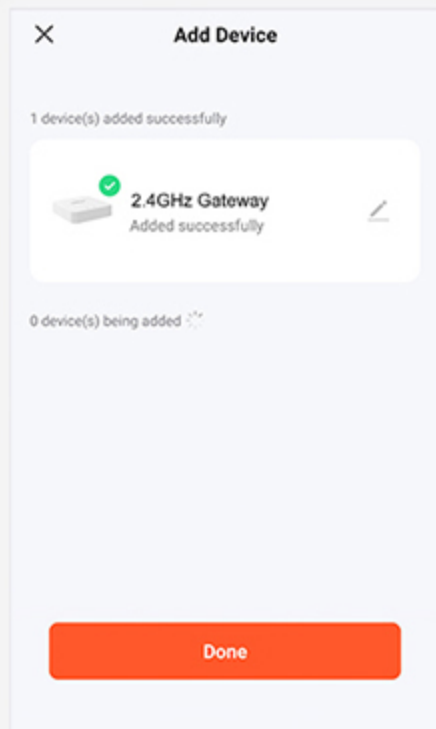 Add Device
1 device(s) added successfully
2.4GHz Gateway
Added successfully
0 device(s) being added
Done